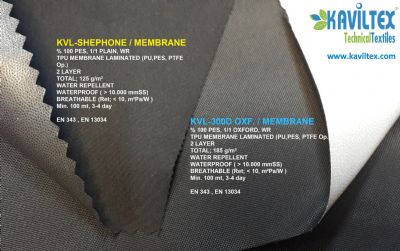 KAVILTEX
TechnicalTextiles
www.kaviltex.com
KVL-SHEPHONE / MEMBRANE
% 100 PES, 1/1 PLAIN, WR
TPU MEMBRANE LAMINATED (PU,PES, PTFE
Op.)
2 LAYER
TOTAL; 125 g/m²
WATER REPELLENT
WATERPROOF ( > 10.000 mmSS)
BREATHABLE (Ret; < 10, m²Pa/W )
Min. 100 mt, 3-4 day
EN 343 , EN 13034
KVL-300D OXF. / MEMBRANE
% 100 PES, 1/1 OXFORD, WR
TPU MEMBRANE LAMINATED (PU,PES, PTFE Op.
2 LAYER
TOTAL; 185 g/m²
WATER REPELLENT
WATERPROOF ( > 10.000 mmSS)
BREATHABLE (Ret; < 10, m²Pa/W )
Min. 100 mt, 3-4 day
EN 343 , EN 13034